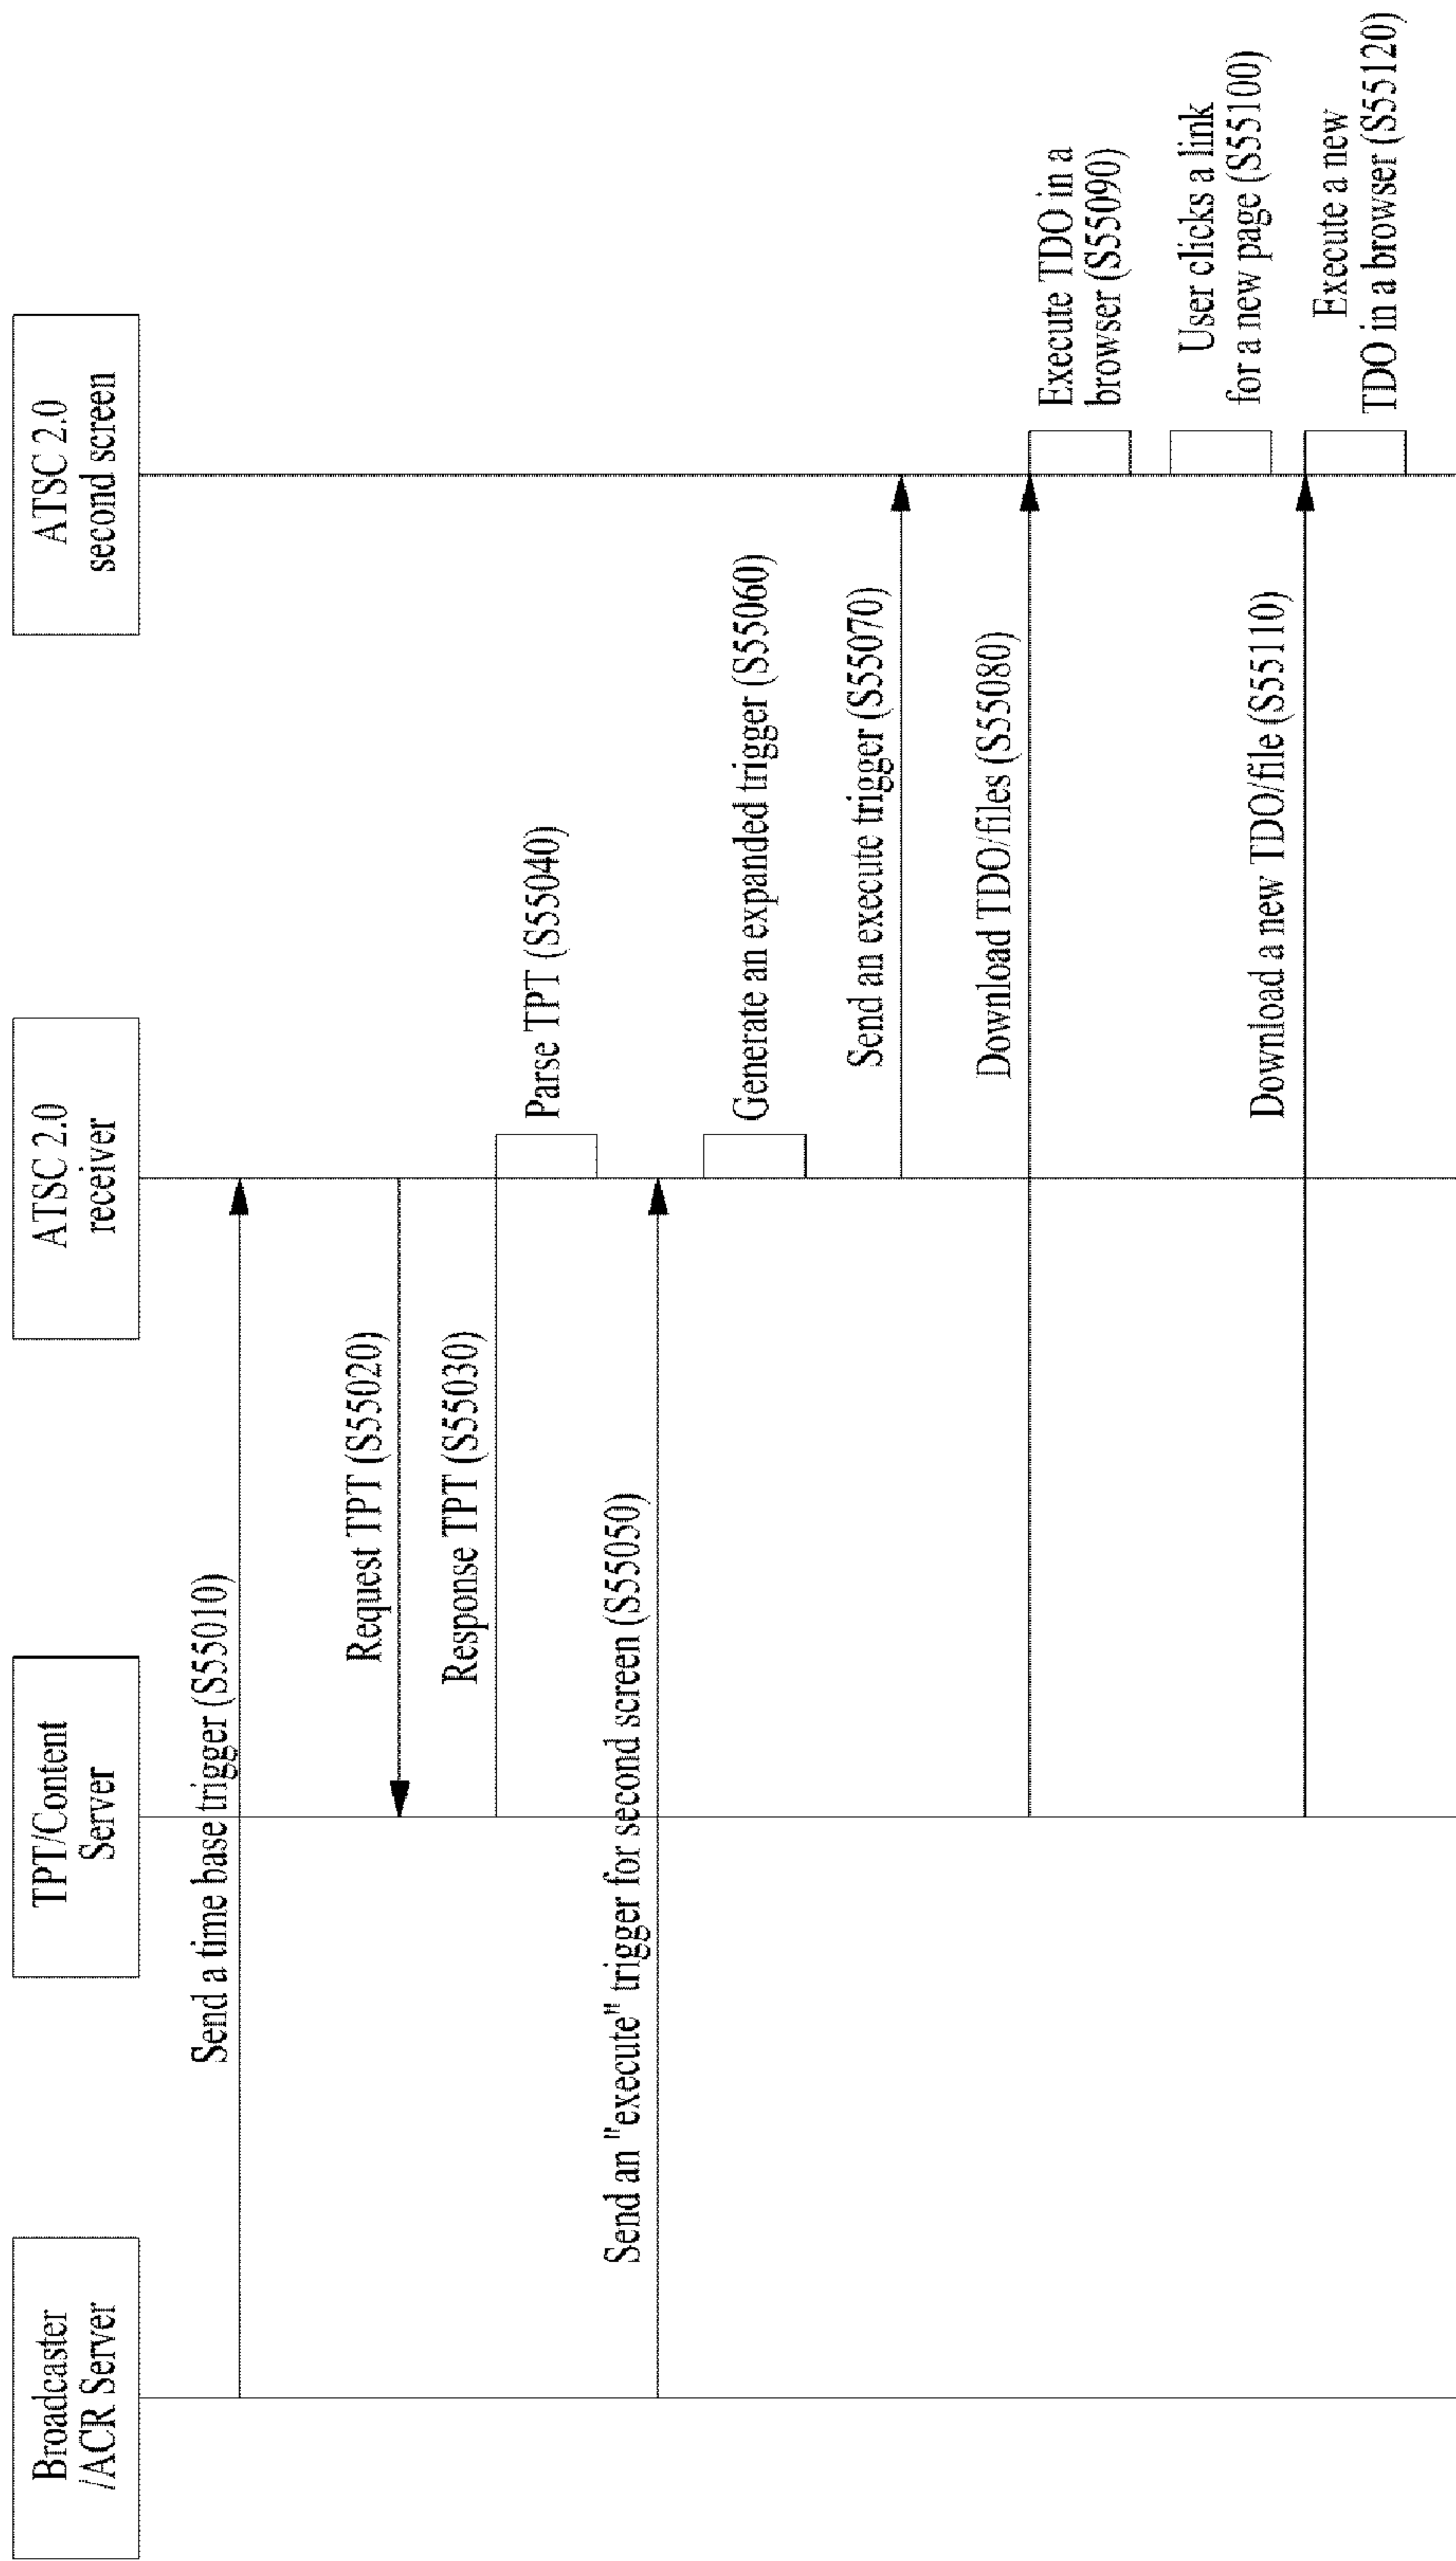 Broadcaster
/ACR Server
TPT/Content
Server
ATSC 2.0
receiver
ATSC 2.0
second screen
Send a time base trigger (S55010)
Request TPT (S55020)
Response TPT (S55030)
Parse TPT (S55040)
Send an "execute" trigger for second screen (S55050)
Generate an expanded trigger (S55060)
Send an execute trigger (S55070)
Download TDO/files (S55080)
Execute TDO in a
browser (S55090)
User clicks a link
for a new page (S55100)
Download a new TDO/file (S55110)
Execute a new
TDO in a browser (S55120)